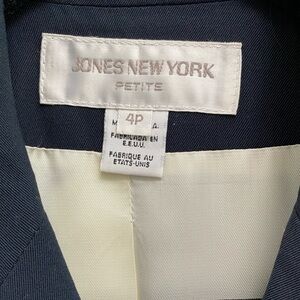 JONES NEW YORK
PETITE
4P
M A.
FABRICADA EN
E.E.U.U.
FABRIQUE AU
ETATS-UNIS